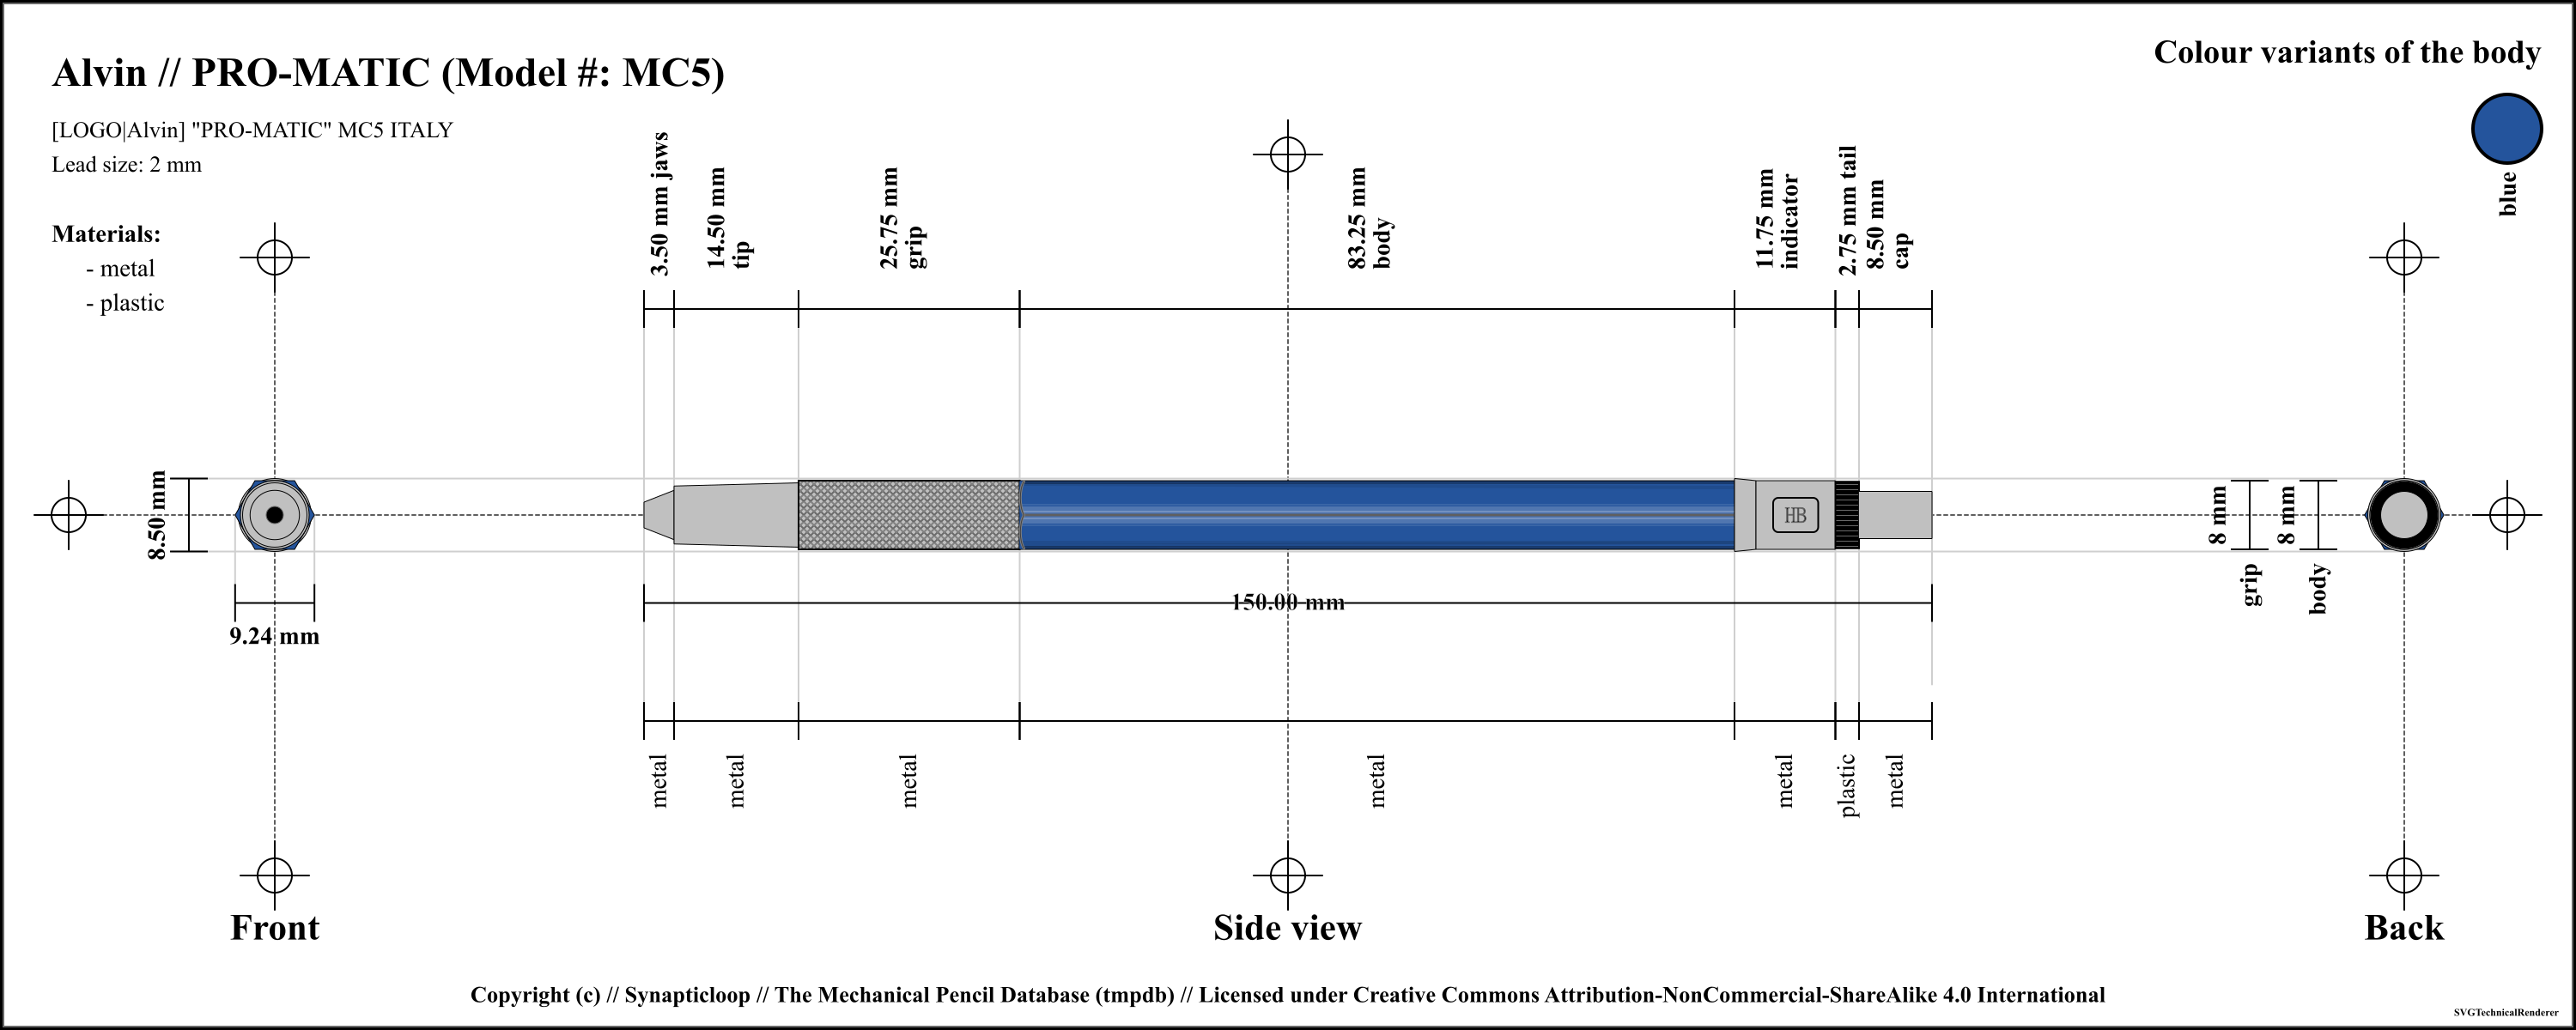 Alvin // PRO-MATIC (Model #: MC5)
[LOGO|Alvin] "PRO-MATIC" MC5 ITALY
Lead size: 2 mm
Materials:
- metal
- plastic
Colour variants of the body
blue
3.50 mm jaws
14.50 mm
tip
25.75 mm
grip
83.25 mm
body
11.75 mm
indicator
2.75 mm tail
8.50 mm
cap
8.50 mm
9.24 mm
HB
150.00 mm
8 mm
grip
8 mm
body
metal
metal
metal
metal
metal
plastic
metal
Front
Side view
Back
Copyright (c) // Synapticloop // The Mechanical Pencil Database (tmpdb) // Licensed under Creative Commons Attribution-NonCommercial-ShareAlike 4.0 International
SVGTechnicalRenderer